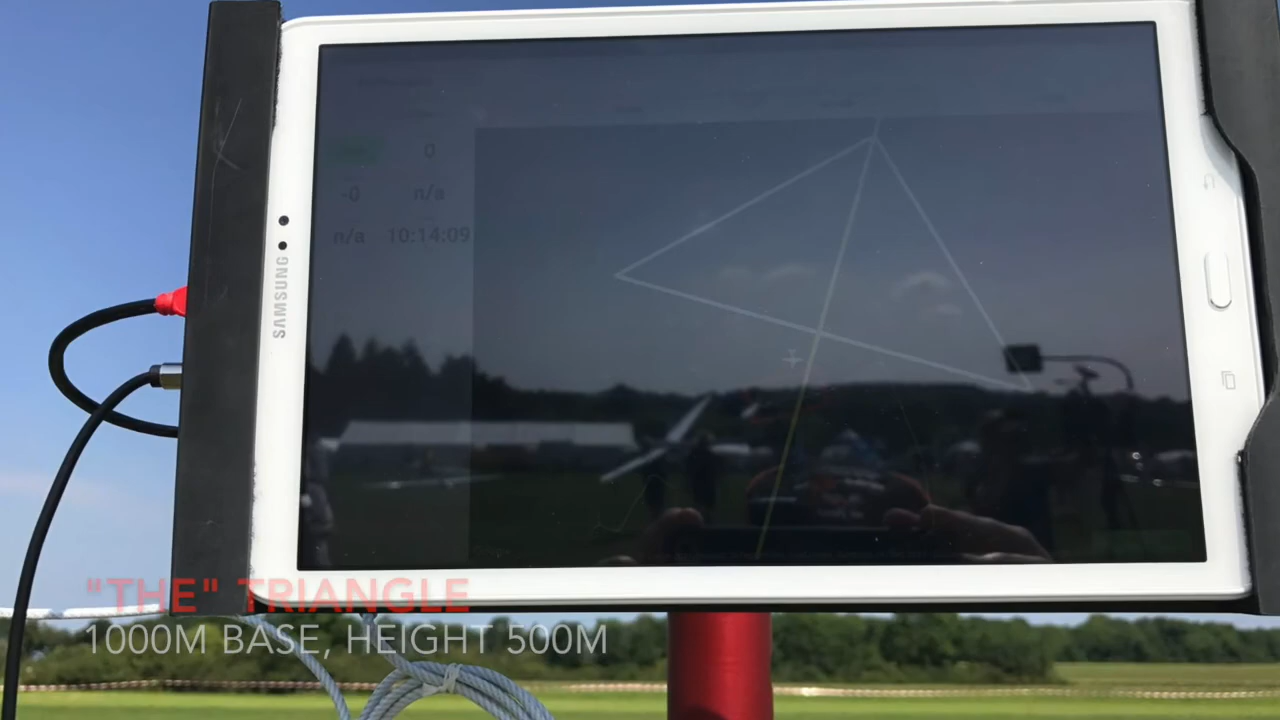 0
-0 n/a
n/a 10:14:09
SAMSUNG
"THE" TRIANGLE
1000M BASE, HEIGHT 500M